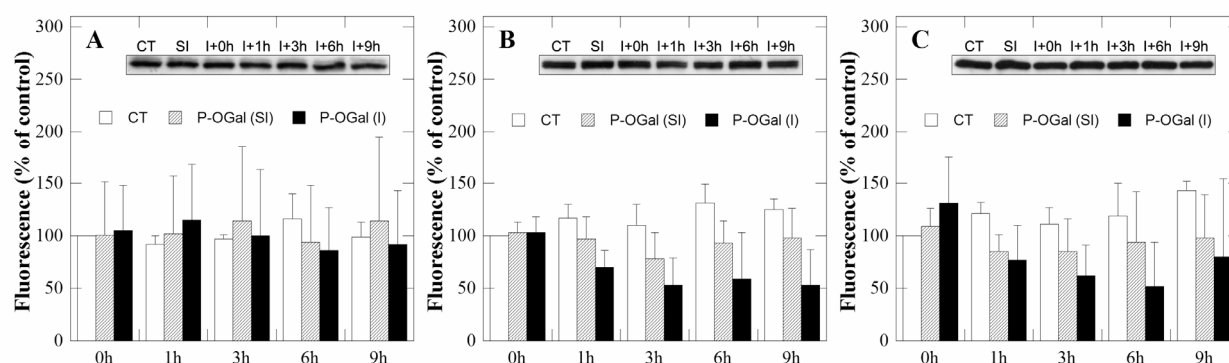 A
CT SI I+0h I+1h I+3h I+6h I+9h
CT P-OGal (SI) P-OGal (I)
Fluorescence (% of control)
300
250
200
150
100
50
0
0h 1h 3h 6h 9h
B
CT SI I+0h I+1h I+3h I+6h I+9h
CT P-OGal (SI) P-OGal (I)
Fluorescence (% of control)
300
250
200
150
100
50
0
0h 1h 3h 6h 9h
C
CT SI I+0h I+1h I+3h I+6h I+9h
CT P-OGal (SI) P-OGal (I)
Fluorescence (% of control)
300
250
200
150
100
50
0
0h 1h 3h 6h 9h